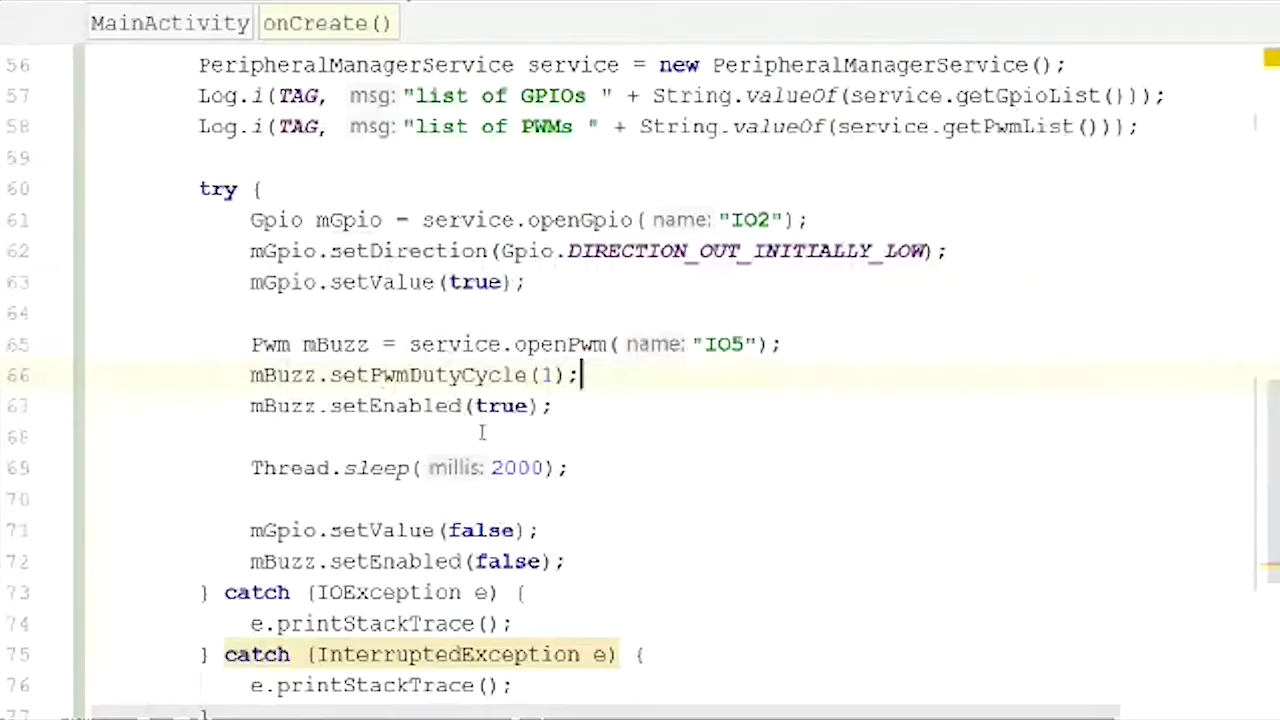 MainActivity onCreate()
56 PeripheralManagerService service = new PeripheralManagerService();
57 Log.i(TAG, msg: "list of GPIOs " + String.valueOf(service.getGpioList()));
58 Log.i(TAG, msg: "list of PWMs " + String.valueOf(service.getPwmList()));
59
60 try {
61 Gpio mGpio = service.openGpio( name: "IO2");
62 mGpio.setDirection(Gpio.DIRECTION_OUT_INITIALLY_LOW);
63 mGpio.setValue(true);
64
65 Pwm mBuzz = service.openPwm( name: "IO5");
66 mBuzz.setPwmDutyCycle(1);
67 mBuzz.setEnabled(true);
68
69 Thread.sleep( millis: 2000);
70
71 mGpio.setValue(false);
72 mBuzz.setEnabled(false);
73 } catch (IOException e) {
74 e.printStackTrace();
75 } catch (InterruptedException e) {
76 e.printStackTrace();
77 }